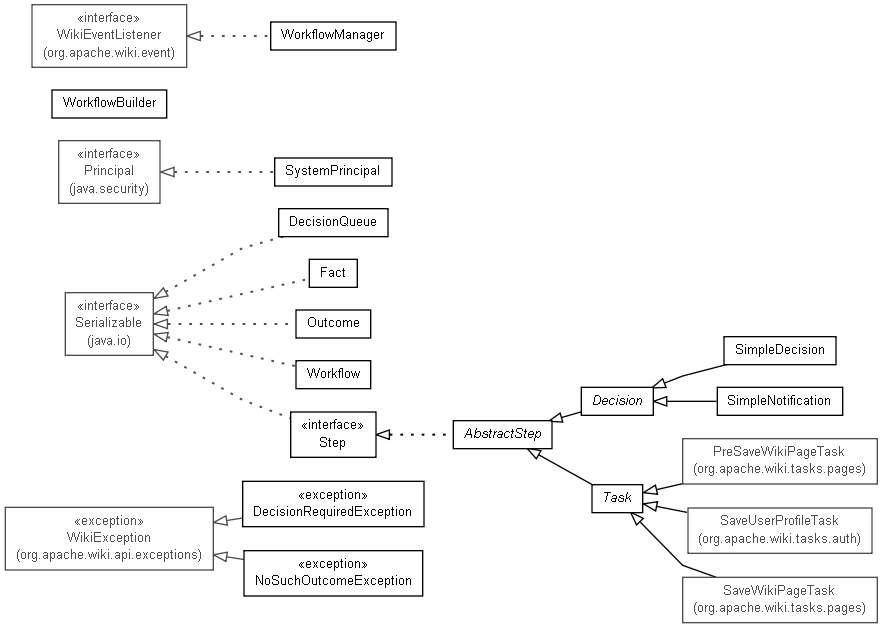 «interface»
WikiEventListener
(org.apache.wiki.event)
WorkflowManager
WorkflowBuilder
«interface»
Principal
(java.security)
SystemPrincipal
DecisionQueue
Fact
«interface»
Serializable
(java.io)
Outcome
Workflow
«interface»
Step
AbstractStep
SimpleDecision
Decision
SimpleNotification
PreSaveWikiPageTask
(org.apache.wiki.tasks.pages)
Task
SaveUserProfileTask
(org.apache.wiki.tasks.auth)
SaveWikiPageTask
(org.apache.wiki.tasks.pages)
«exception»
DecisionRequiredException
«exception»
WikiException
(org.apache.wiki.api.exceptions)
«exception»
NoSuchOutcomeException